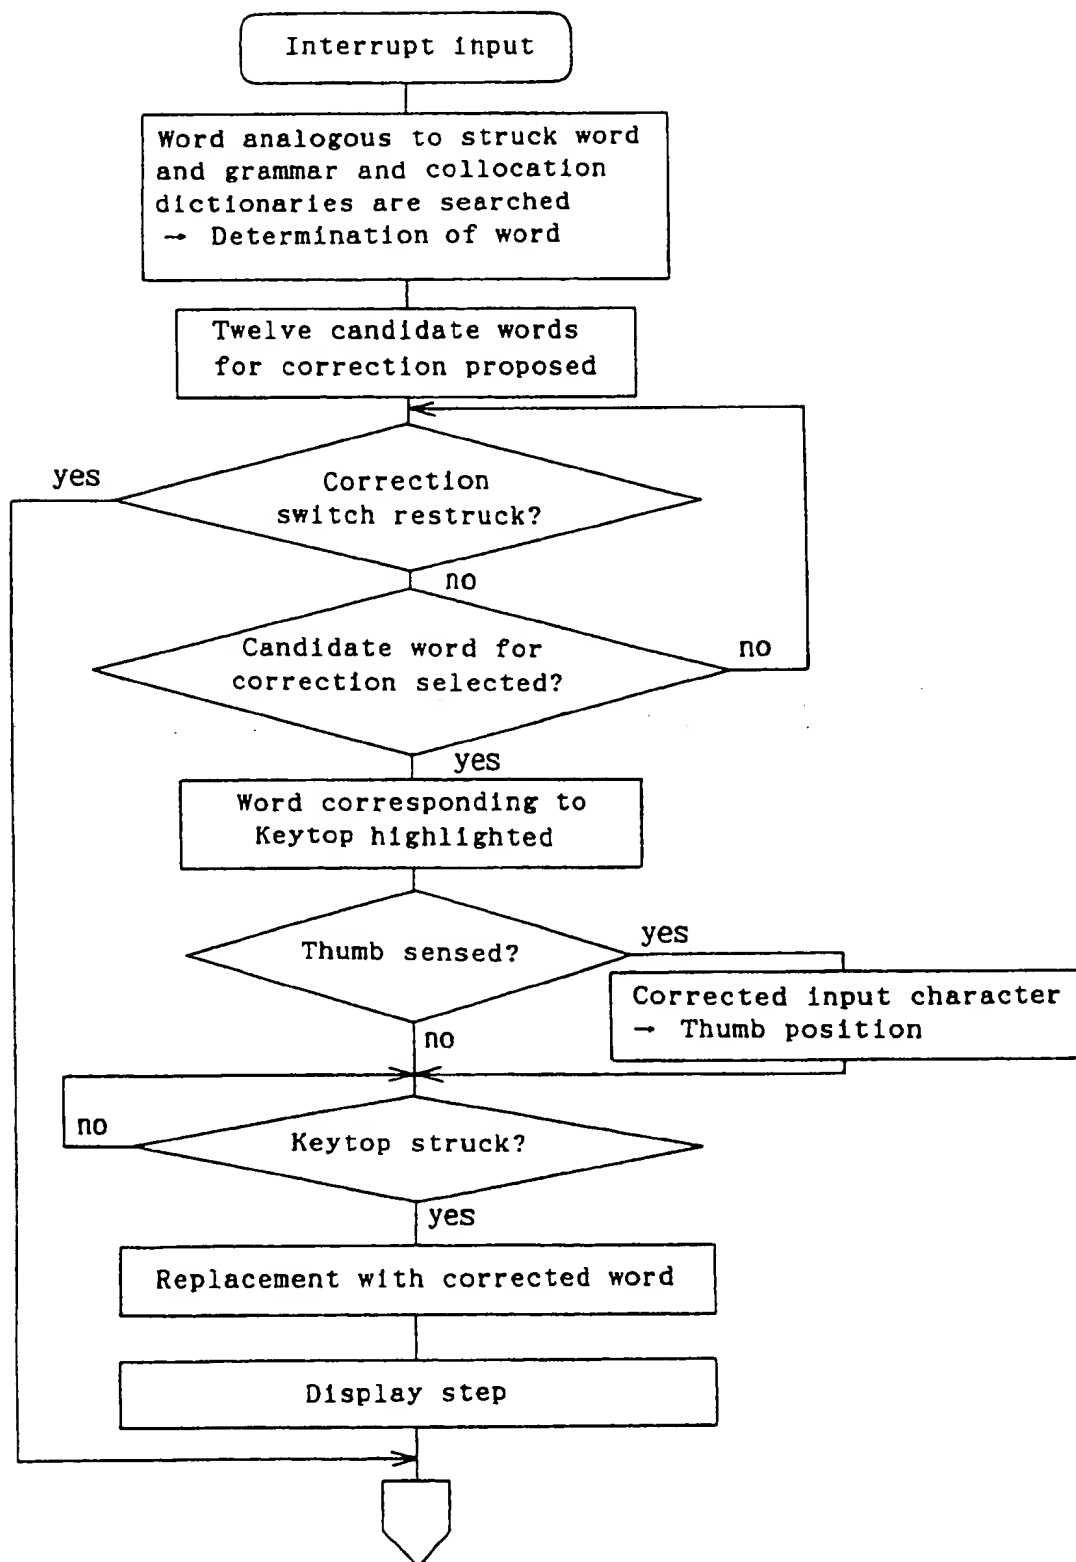 Interrupt input
Word analogous to struck word
and grammar and collocation
dictionaries are searched
→ Determination of word
Twelve candidate words
for correction proposed
yes
Correction
switch restruck?
no
Candidate word for
correction selected?
no
yes
Word corresponding to
Keytop highlighted
Thumb sensed?
yes
Corrected input character
→ Thumb position
no
no
Keytop struck?
yes
Replacement with corrected word
Display step